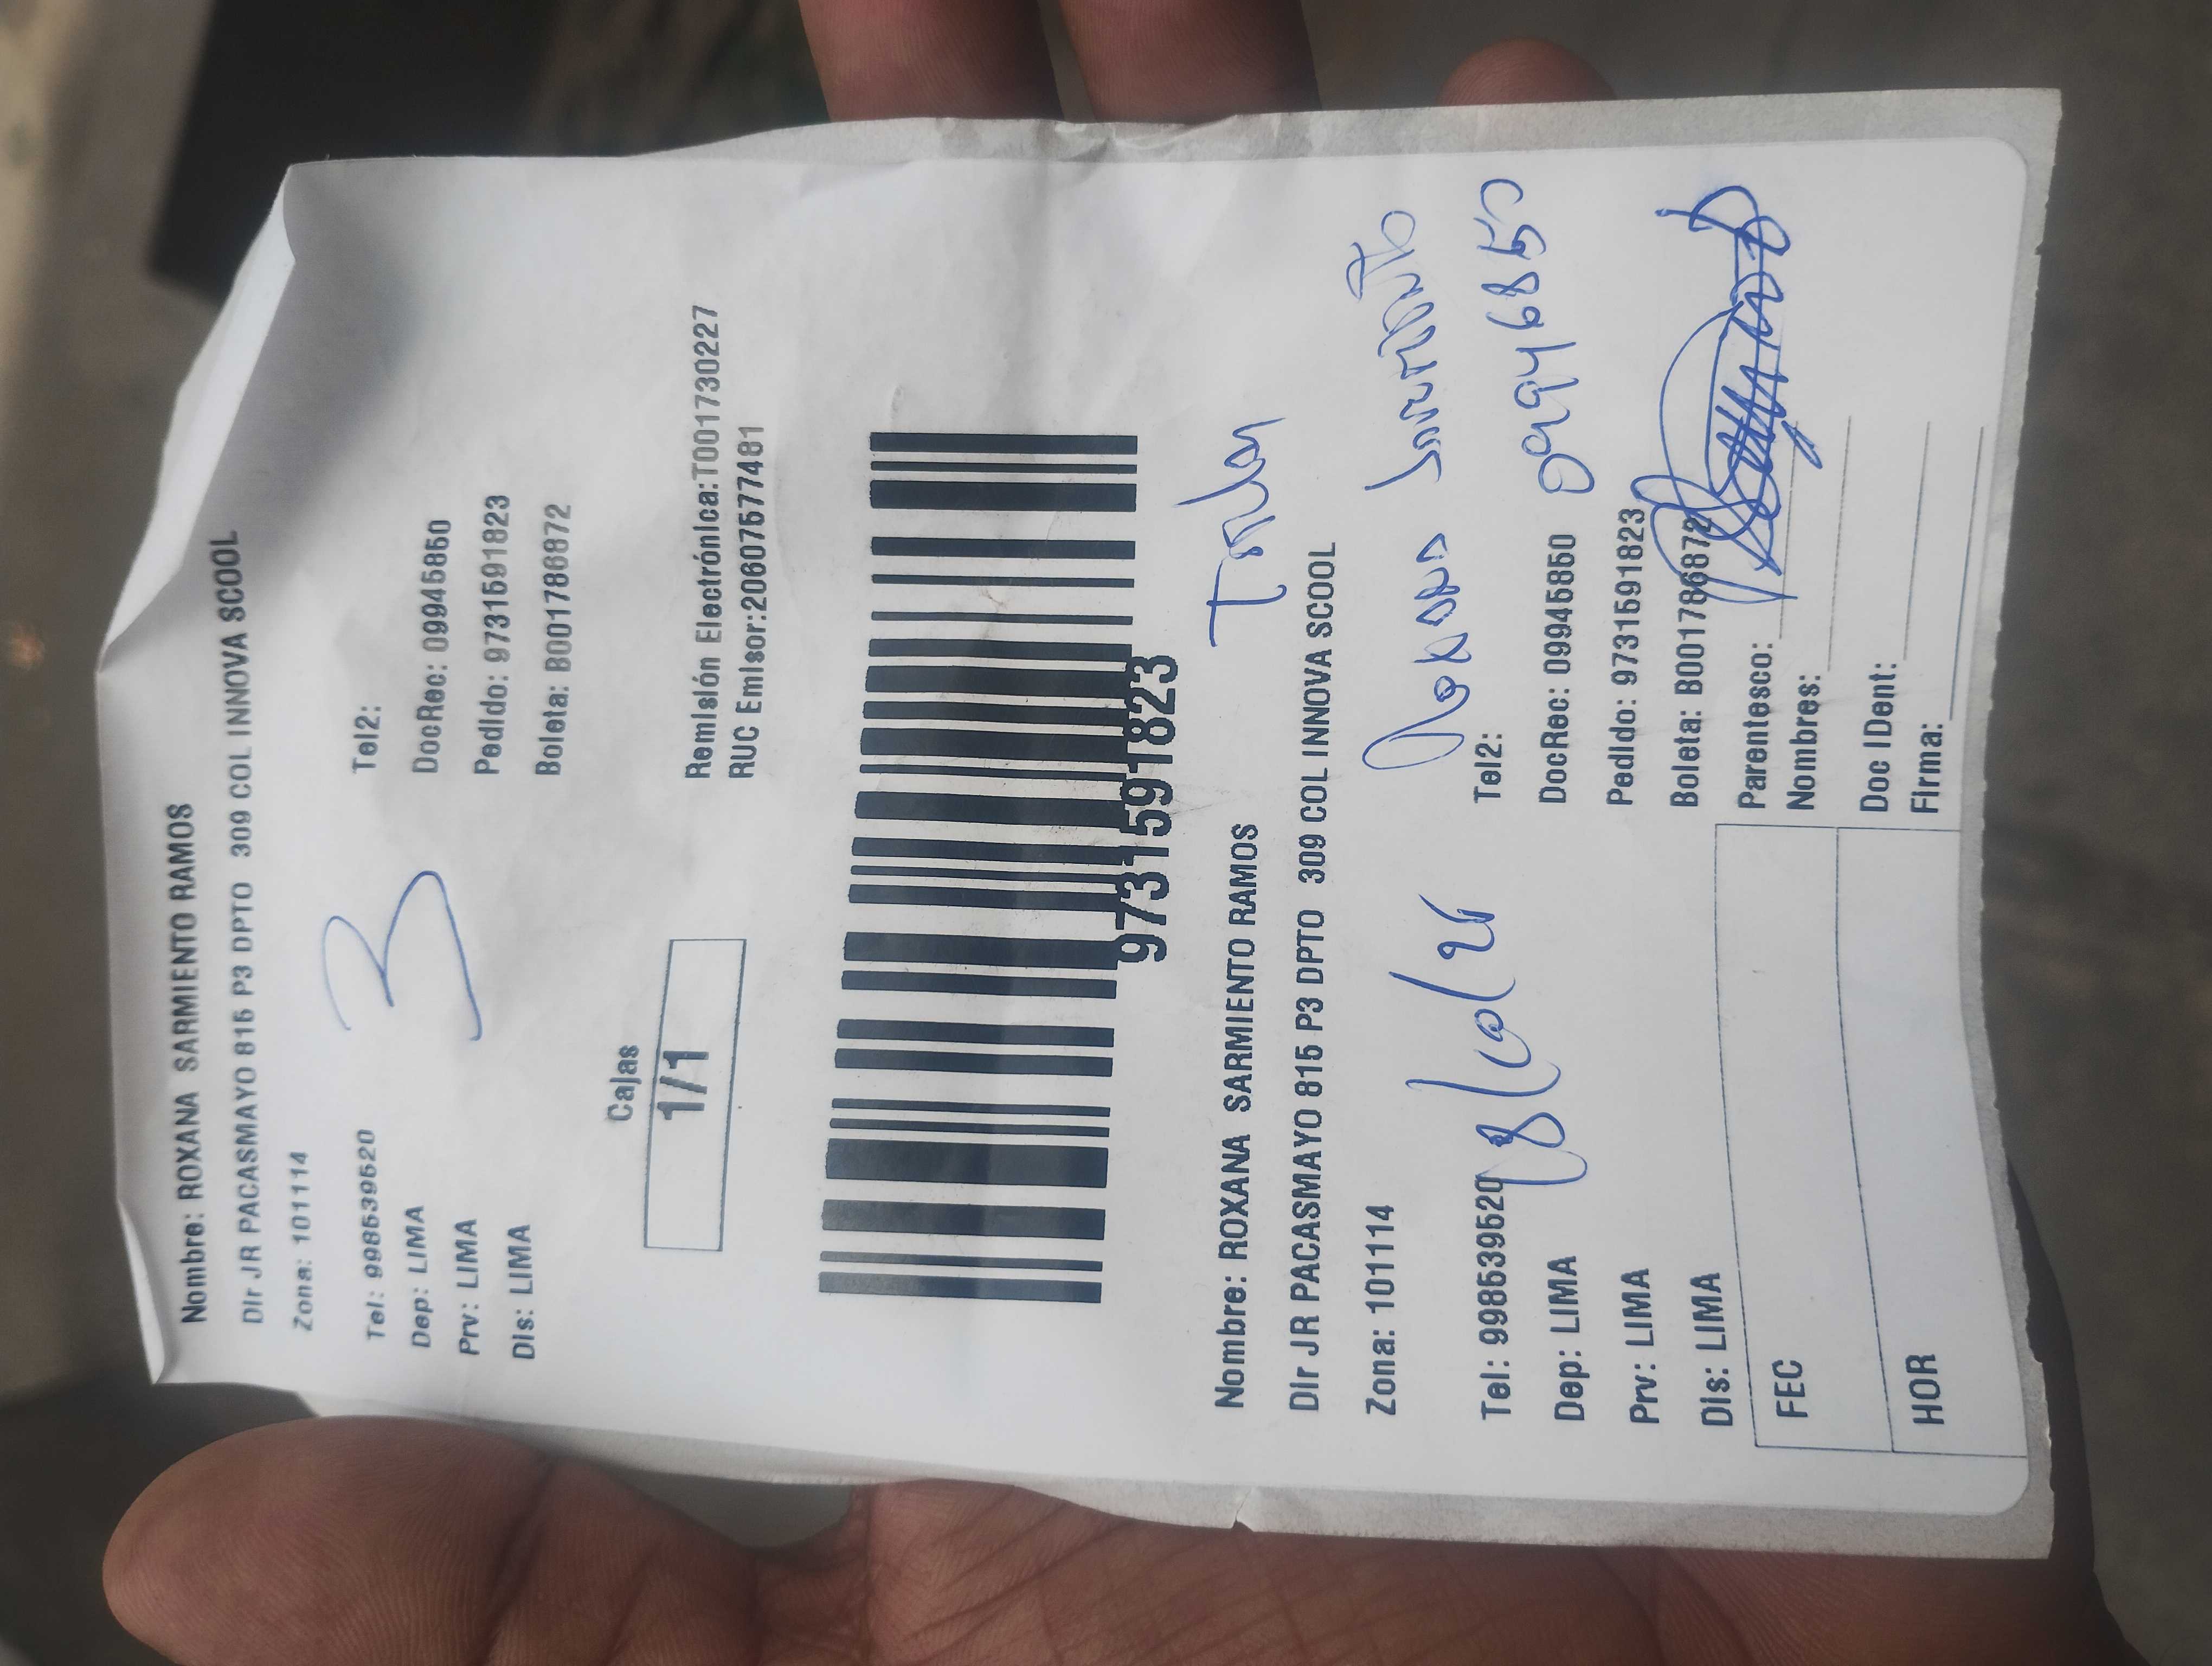 Nombre: ROXANA SARMIENTO RAMOS
Dir JR PACASMAYO 815 P3 DPTO 309 COL INNOVA SCOOL
Zona: 101114
3
Tel: 998539520 Tel2:
Dep: LIMA DocRec: 09945850
Prv: LIMA Pedido: 9731591823
Dis: LIMA Boleta: B001786872
Cajas
1/1
Remisión Electrónica:T001730227
RUC Emisor:20607577481
9731591823
Nombre: ROXANA SARMIENTO RAMOS
Dir JR PACASMAYO 815 P3 DPTO 309 COL INNOVA SCOOL
Zona: 101114
Roxana Sarmiento
Tel: 998539520 Tel2:
Dep: LIMA DocRec: 09945850
Prv: LIMA Pedido: 9731591823
Dis: LIMA Boleta: B001786872
Parentesco:
FEC Nombres:
Doc IDent:
HOR Firma: